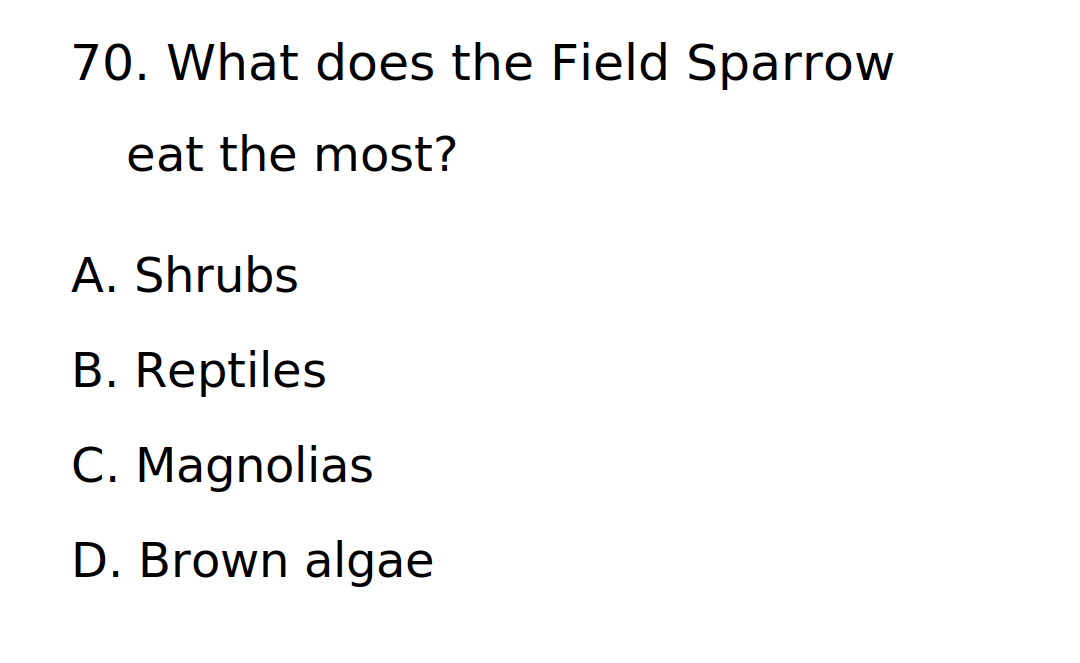 70. What does the Field Sparrow
eat the most?
A. Shrubs
B. Reptiles
C. Magnolias
D. Brown algae